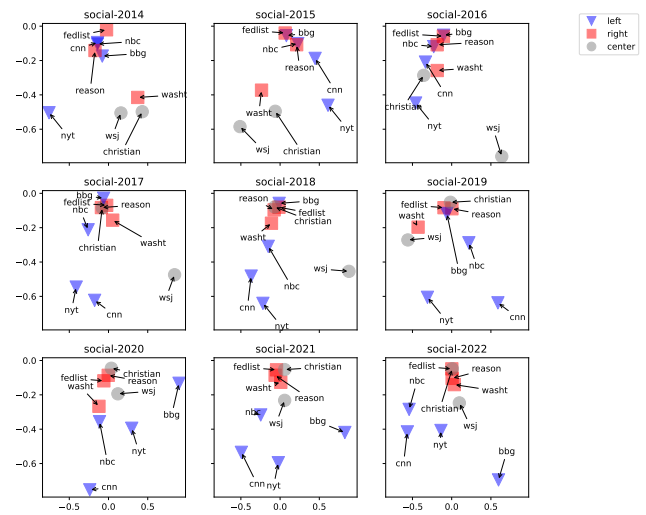 social-2014
social-2015
social-2016
left
right
center
0.0
−0.2
−0.4
−0.6
fedlist
cnn
nbc
bbg
reason
washt
nyt
wsj
christian
fedlist
bbg
nbc
reason
cnn
washt
nyt
wsj
christian
fedlist
bbg
nbc
reason
washt
cnn
christian
nyt
wsj
social-2017
social-2018
social-2019
0.0
−0.2
−0.4
−0.6
bbg
fedlist
reason
nbc
christian
washt
wsj
nyt
cnn
reason
bbg
fedlist
christian
washt
nbc
wsj
cnn
nyt
christian
fedlist
reason
washt
wsj
nbc
bbg
nyt
cnn
social-2020
social-2021
social-2022
0.0
−0.2
−0.4
−0.6
christian
fedlist
reason
washt
wsj
bbg
nyt
nbc
cnn
fedlist
christian
washt
reason
nbc
wsj
bbg
cnn
nyt
fedlist
reason
nbc
washt
christian
wsj
nyt
cnn
bbg
−0.5
0.0
0.5
−0.5
0.0
0.5
−0.5
0.0
0.5